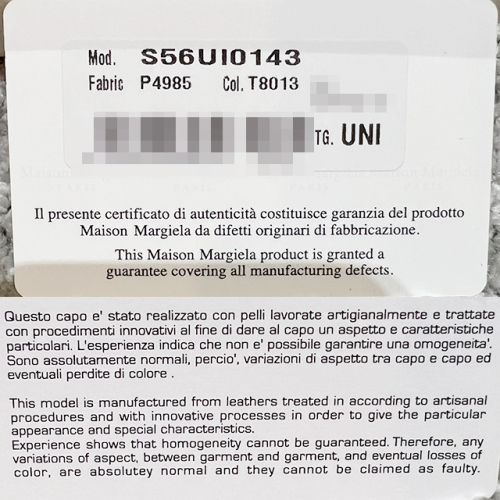 Mod. S56UI0143
Fabric P4985 Col. T8013
TG. UNI
Il presente certificato di autenticità costituisce garanzia del prodotto
Maison Margiela da difetti originari di fabbricazione.
This Maison Margiela product is granted a
guarantee covering all manufacturing defects.
Questo capo e' stato realizzato con pelli lavorate artigianalmente e trattate
con procedimenti innovativi al fine di dare al capo un aspetto e caratteristiche
particolari. L'esperienza indica che non e' possibile garantire una omogeneita'.
Sono assolutamente normali, percio', variazioni di aspetto tra capo e capo ed
eventuali perdite di colore .
This model is manufactured from leathers treated in according to artisanal
procedures and with innovative processes in order to give the particular
appearance and special characteristics.
Experience shows that homogeneity cannot be guaranteed. Therefore, any
variations of aspect, between garment and garment, and eventual losses of
color, are absolutey normal and they cannot be claimed as faulty.